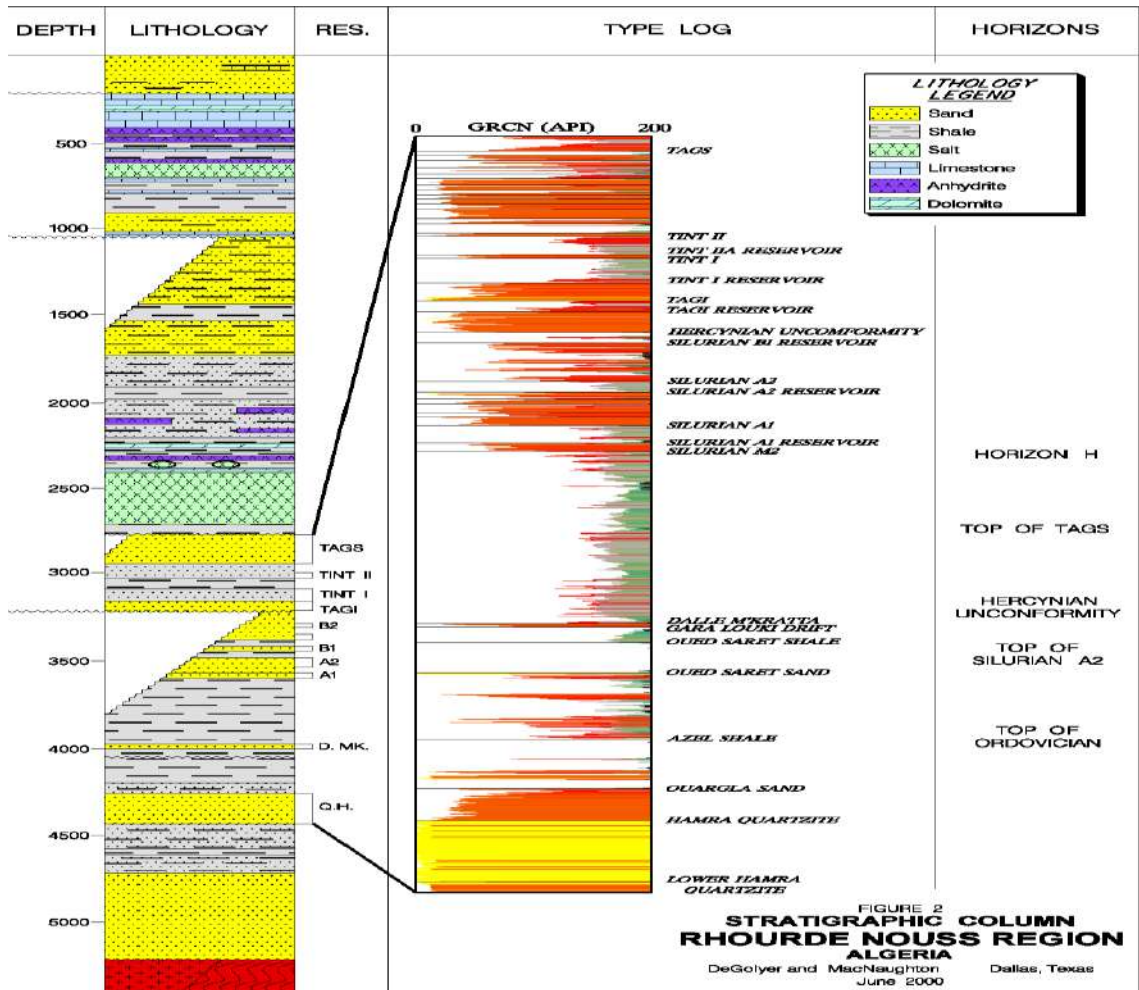 DEPTH
LITHOLOGY
RES.
TYPE LOG
HORIZONS
500
1000
1500
2000
2500
3000
3500
4000
4500
5000
TAGS
TINT II
TINT I
TAGI
B2
B1
A2
A1
D. MK.
Q.H.
0
GRCN (API)
200
TAGS
TINT II
TINT IIA RESERVOIR
TINT I
TINT I RESERVOIR
TAGI
TAGI RESERVOIR
HERCYNIAN UNCOMFORMITY
SILURIAN B1 RESERVOIR
SILURIAN A2
SILURIAN A2 RESERVOIR
SILURIAN A1
SILURIAN A1 RESERVOIR
SILURIAN M2
DALLE M'KRATTA
GARA LOUKI DRIFT
OUED SARET SHALE
OUED SARET SAND
AZEL SHALE
OUARGLA SAND
HAMRA QUARTZITE
LOWER HAMRA
QUARTZITE
LITHOLOGY
LEGEND
Sand
Shale
Salt
Limestone
Anhydrite
Dolomite
HORIZON H
TOP OF TAGS
HERCYNIAN
UNCONFORMITY
TOP OF
SILURIAN A2
TOP OF
ORDOVICIAN
FIGURE 2
STRATIGRAPHIC COLUMN
RHOURDE NOUSS REGION
ALGERIA
DeGolyer and MacNaughton Dallas, Texas
June 2000